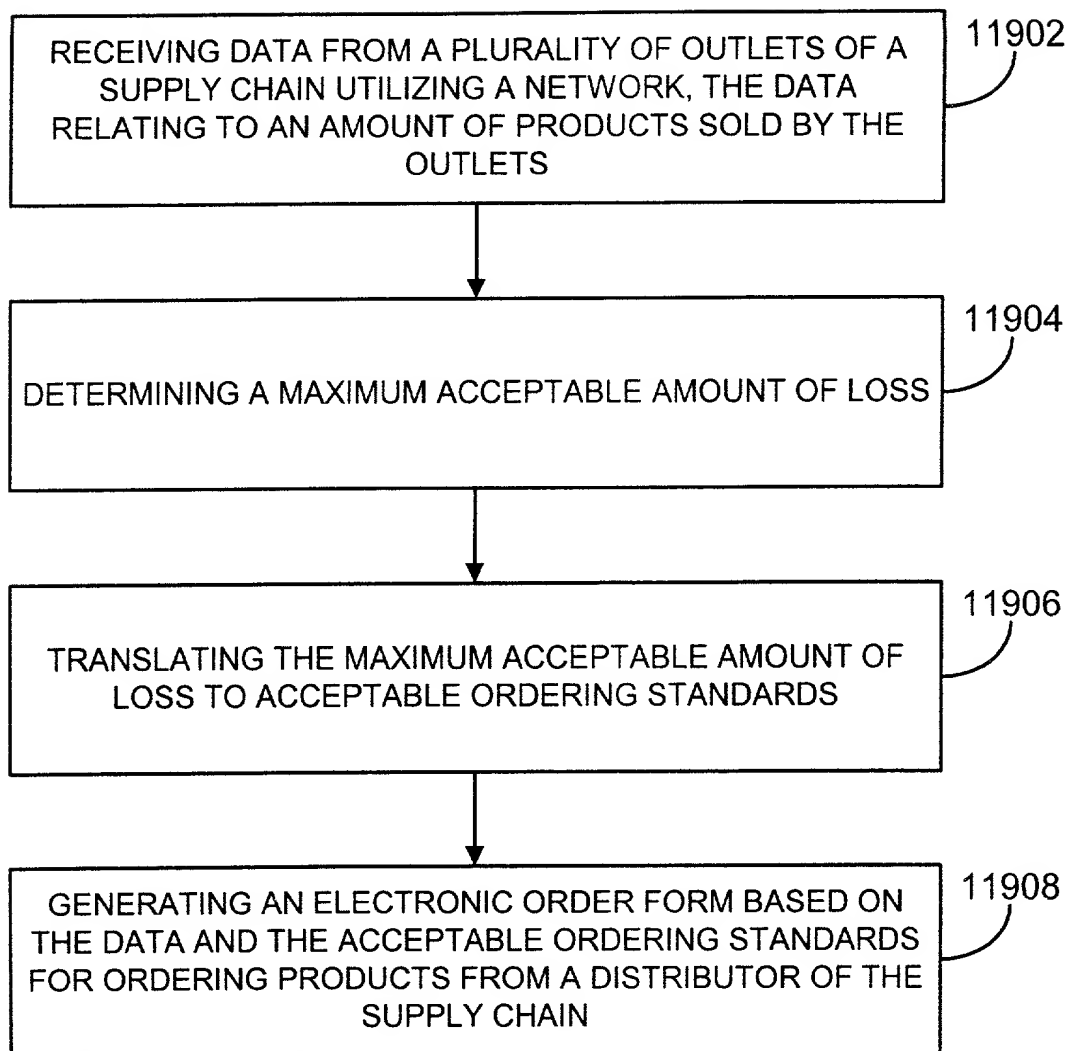 RECEIVING DATA FROM A PLURALITY OF OUTLETS OF A
SUPPLY CHAIN UTILIZING A NETWORK, THE DATA
RELATING TO AN AMOUNT OF PRODUCTS SOLD BY THE
OUTLETS
11902
DETERMINING A MAXIMUM ACCEPTABLE AMOUNT OF LOSS
11904
TRANSLATING THE MAXIMUM ACCEPTABLE AMOUNT OF
LOSS TO ACCEPTABLE ORDERING STANDARDS
11906
GENERATING AN ELECTRONIC ORDER FORM BASED ON
THE DATA AND THE ACCEPTABLE ORDERING STANDARDS
FOR ORDERING PRODUCTS FROM A DISTRIBUTOR OF THE
SUPPLY CHAIN
11908